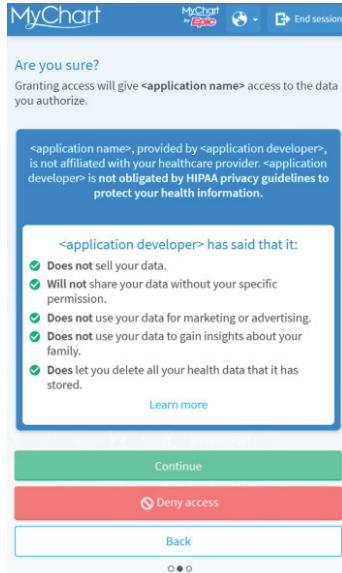 MyChart
MyChart
by Epic
End session
Are you sure?
Granting access will give <application name> access to the data
you authorize.
<application name>, provided by <application developer>,
is not affiliated with your healthcare provider. <application
developer> is not obligated by HIPAA privacy guidelines to
protect your health information.
<application developer> has said that it:
Does not sell your data.
Will not share your data without your specific
permission.
Does not use your data for marketing or advertising.
Does not use your data to gain insights about your
family.
Does let you delete all your health data that it has
stored.
Learn more
Continue
Deny access
Back